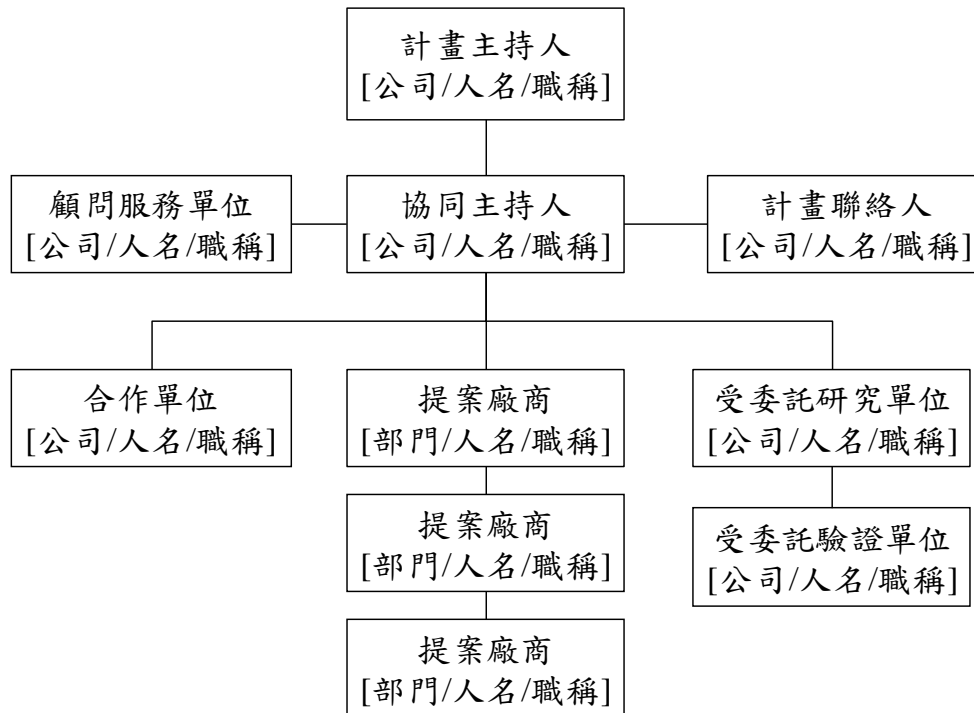 計畫主持人
[公司/人名/職稱]
顧問服務單位
[公司/人名/職稱]
協同主持人
[公司/人名/職稱]
計畫聯絡人
[公司/人名/職稱]
合作單位
[公司/人名/職稱]
提案廠商
[部門/人名/職稱]
受委託研究單位
[公司/人名/職稱]
提案廠商
[部門/人名/職稱]
受委託驗證單位
[公司/人名/職稱]
提案廠商
[部門/人名/職稱]